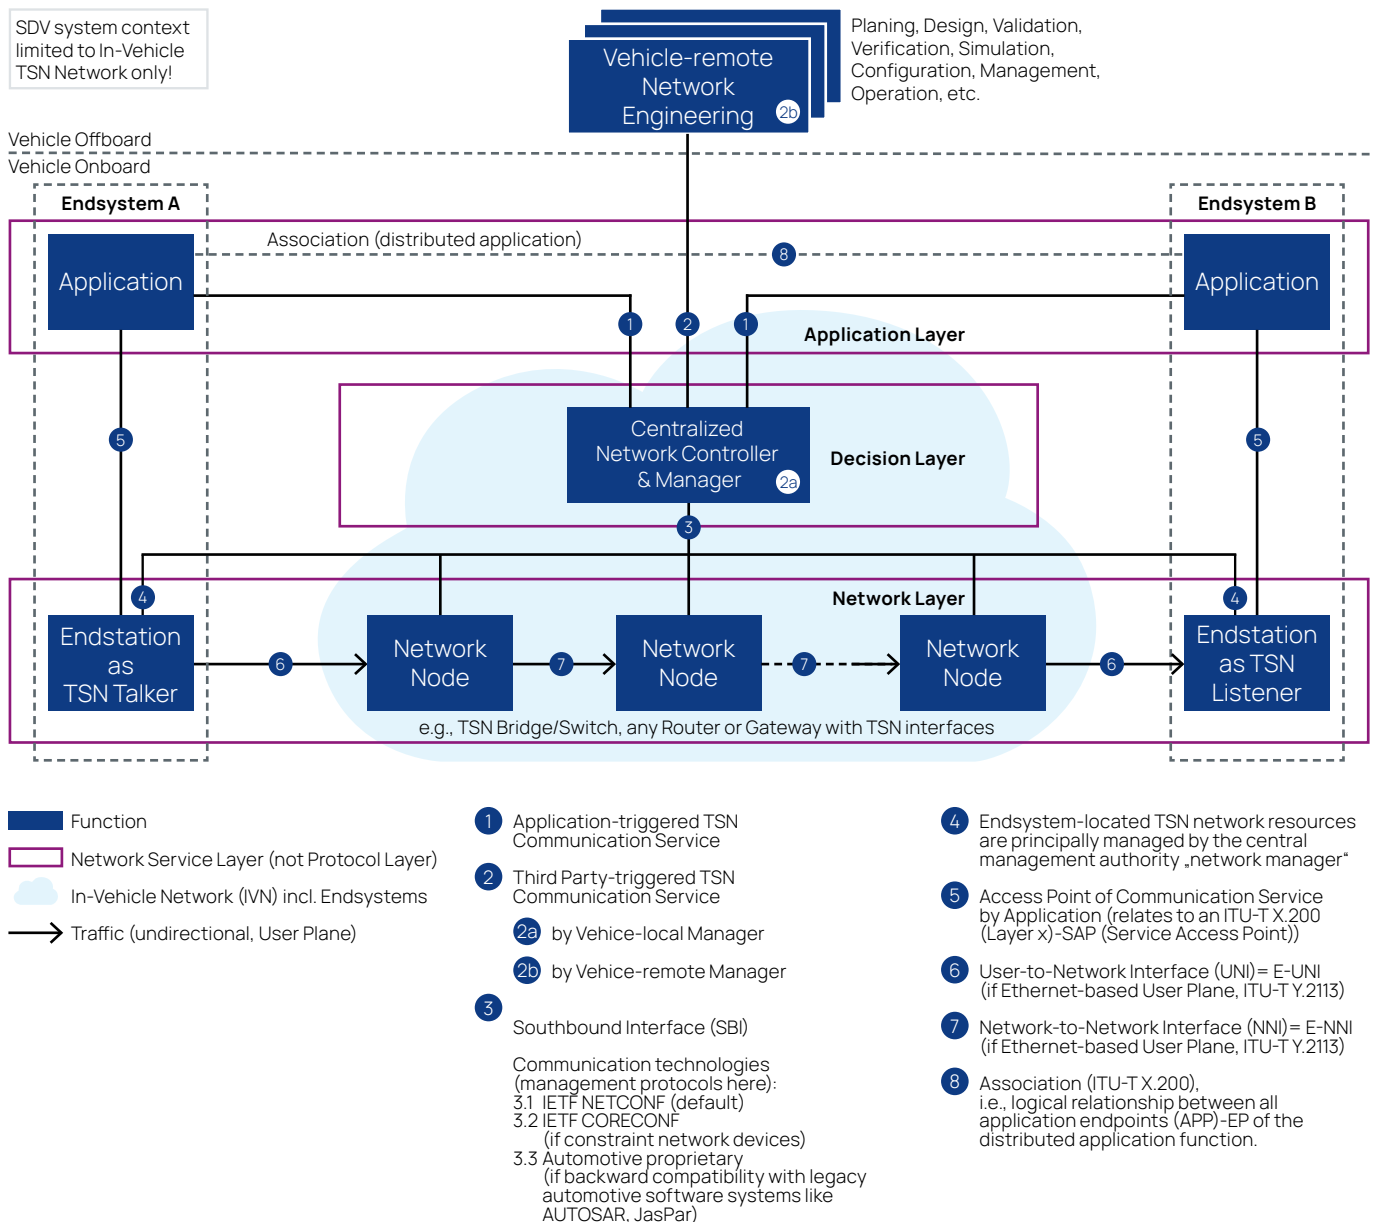 SDV system context
limited to In-Vehicle
TSN Network only!
Vehicle-remote
Network
Engineering
2b
Planing, Design, Validation,
Verification, Simulation,
Configuration, Management,
Operation, etc.
Vehicle Offboard
Vehicle Onboard
Endsystem A
Endsystem B
Association (distributed application)
8
Application
Application
1
2
1
Application Layer
Centralized
Network Controller
& Manager
2a
Decision Layer
5
5
3
4
4
Network Layer
Endstation
as
TSN Talker
6
Network
Node
7
Network
Node
7
Network
Node
6
Endstation
as TSN
Listener
e.g., TSN Bridge/Switch, any Router or Gateway with TSN interfaces
Function
Network Service Layer (not Protocol Layer)
In-Vehicle Network (IVN) incl. Endsystems
Traffic (undirectional, User Plane)
1 Application-triggered TSN
Communication Service
2 Third Party-triggered TSN
Communication Service
2a by Vehice-local Manager
2b by Vehice-remote Manager
3
Southbound Interface (SBI)
Communication technologies
(management protocols here):
3.1 IETF NETCONF (default)
3.2 IETF CORECONF
(if constraint network devices)
3.3 Automotive proprietary
(if backward compatibility with legacy
automotive software systems like
AUTOSAR, JasPar)
4 Endsystem-located TSN network resources
are principally managed by the central
management authority „network manager“
5 Access Point of Communication Service
by Application (relates to an ITU-T X.200
(Layer x)-SAP (Service Access Point))
6 User-to-Network Interface (UNI)= E-UNI
(if Ethernet-based User Plane, ITU-T Y.2113)
7 Network-to-Network Interface (NNI)= E-NNI
(if Ethernet-based User Plane, ITU-T Y.2113)
8 Association (ITU-T X.200),
i.e., logical relationship between all
application endpoints (APP)-EP of the
distributed application function.